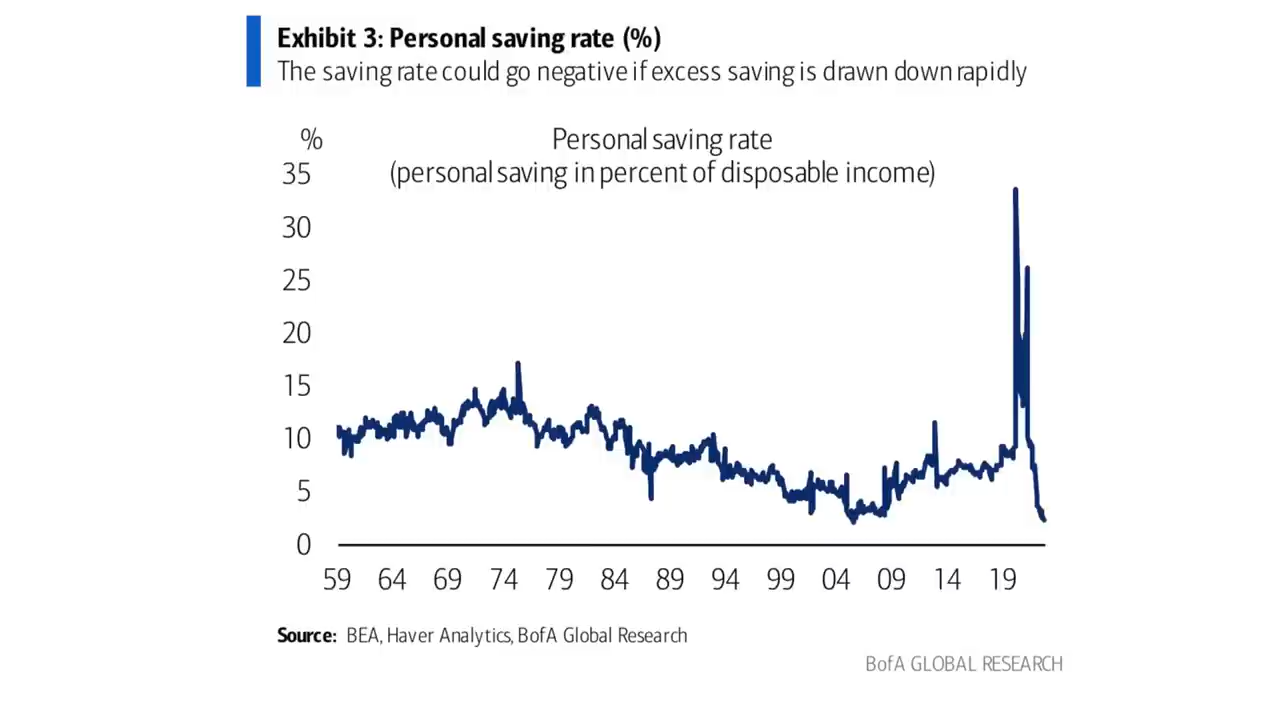 Exhibit 3: Personal saving rate (%)
The saving rate could go negative if excess saving is drawn down rapidly
%
Personal saving rate
(personal saving in percent of disposable income)
35
30
25
20
15
10
5
0
59 64 69 74 79 84 89 94 99 04 09 14 19
Source: BEA, Haver Analytics, BofA Global Research
BofA GLOBAL RESEARCH